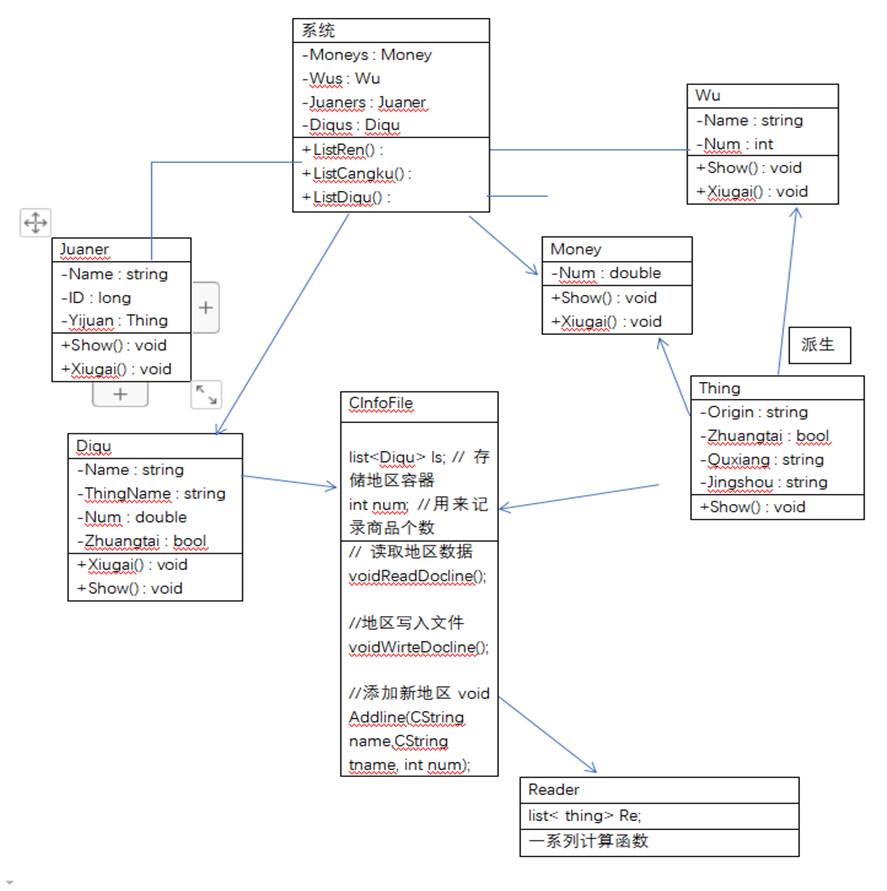 系统
-Moneys : Money
-Wus : Wu
-Juaners : Juaner
-Diqus : Diqu
+ListRen() :
+ListCangku() :
+ListDiqu() :
Wu
-Name : string
-Num : int
+Show() : void
+Xiugai() : void
Juaner
-Name : string
-ID : long
-Yijuan : Thing
+Show() : void
+Xiugai() : void
Money
-Num : double
+Show() : void
+Xiugai() : void
派生
Thing
-Origin : string
-Zhuangtai : bool
-Quxiang : string
-Jingshou : string
+Show() : void
Diqu
-Name : string
-ThingName : string
-Num : double
-Zhuangtai : bool
+Xiugai() : void
+Show() : void
CInfoFile
list<Diqu> ls; // 存
储地区容器
int num; //用来记
录商品个数
// 读取地区数据
voidReadDocline();
//地区写入文件
voidWirteDocline();
//添加新地区 void
Addline(CString
name,CString
tname, int num);
Reader
list< thing> Re;
一系列计算函数